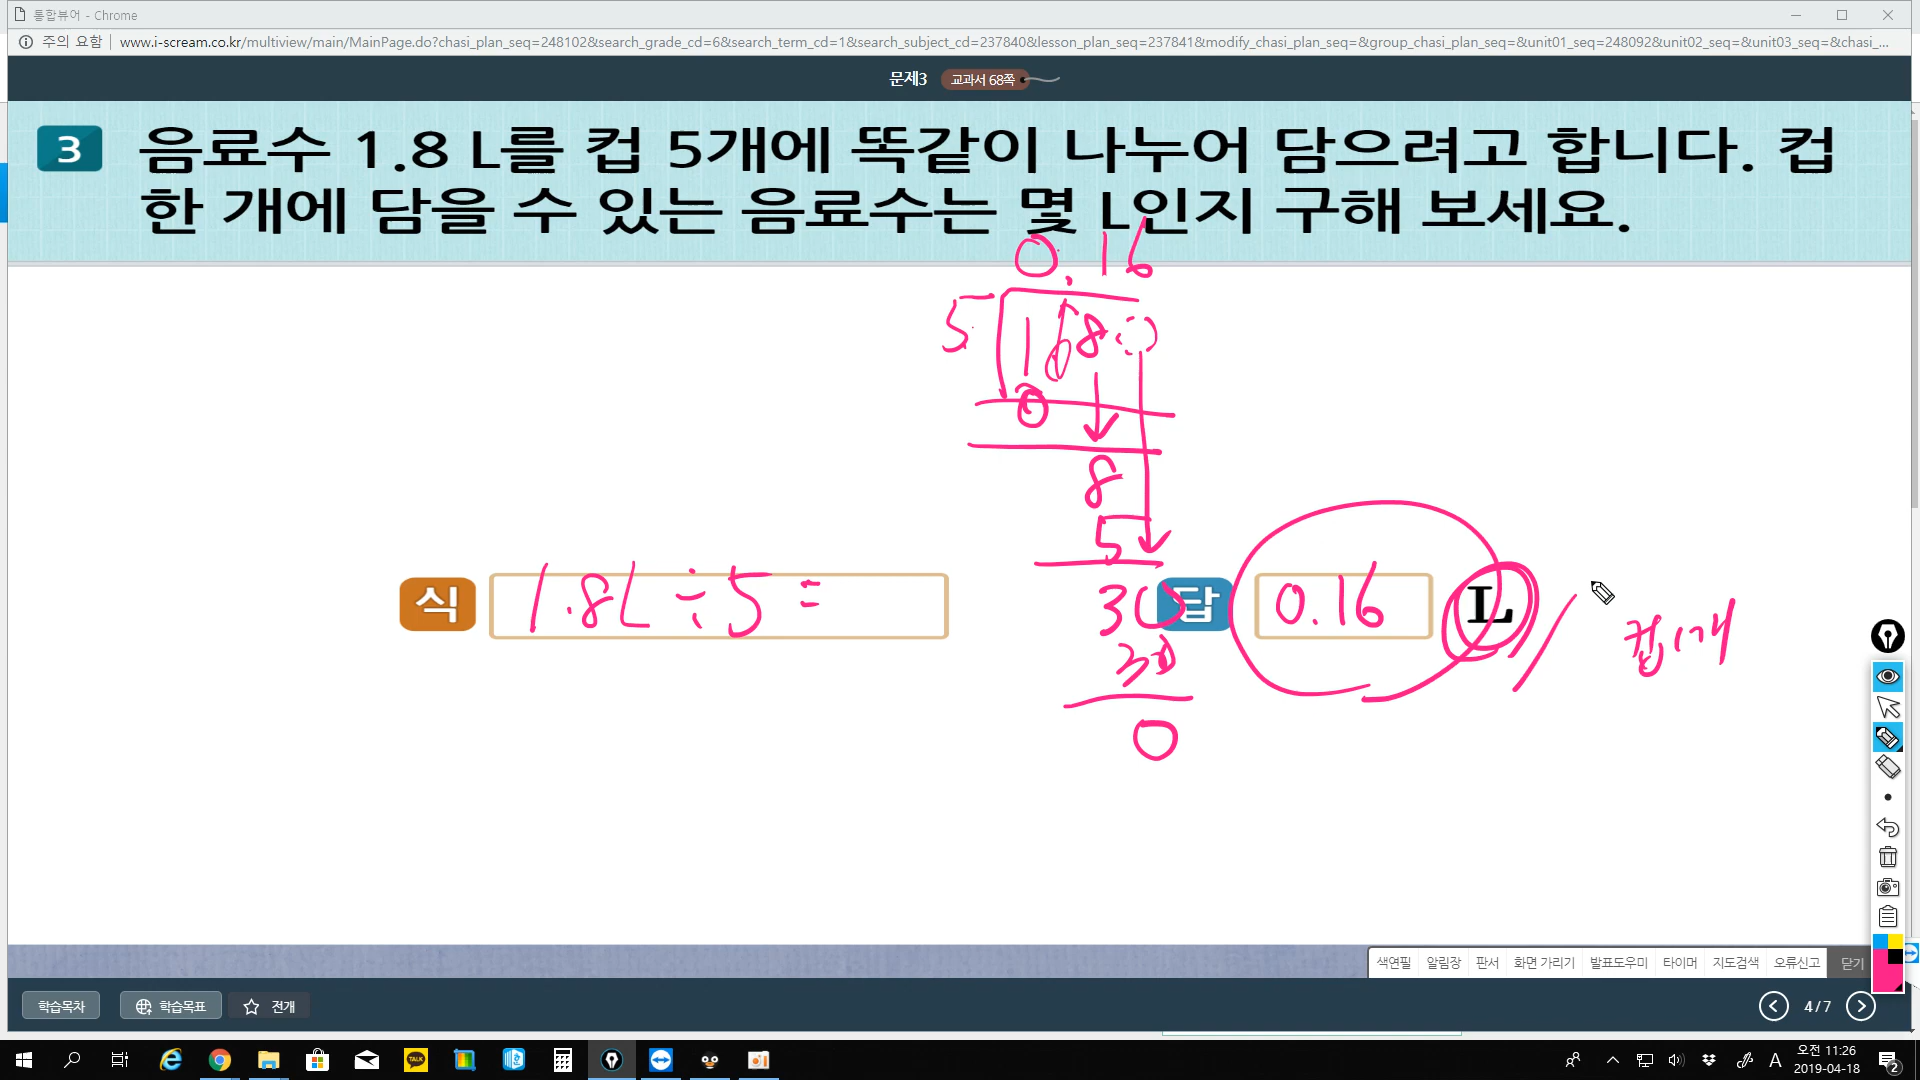 통합뷰어 - Chrome
주의 요함 | www.i-scream.co.kr/multiview/main/MainPage.do?chasi_plan_seq=248102&search_grade_cd=6&search_term_cd=1&search_subject_cd=237840&lesson_plan_seq=237841&modify_chasi_plan_seq=&group_chasi_plan_seq=&unit01_seq=248092&unit02_seq=&unit03_seq=&chasi_...
문제3 교과서 68쪽
3 음료수 1.8 L를 컵 5개에 똑같이 나누어 담으려고 합니다. 컵
한 개에 담을 수 있는 음료수는 몇 L인지 구해 보세요.
0.16
5 1 8 0
0
8
5
30
30
0
식 1.8L ÷ 5 =
답 0.16 L / 컵 1개
색연필 알림장 판서 화면 가리기 발표도우미 타이머 지도검색 오류신고 닫기
학습목차 학습목표 전개 4/7
TALK A 오전 11:26
2019-04-18 2